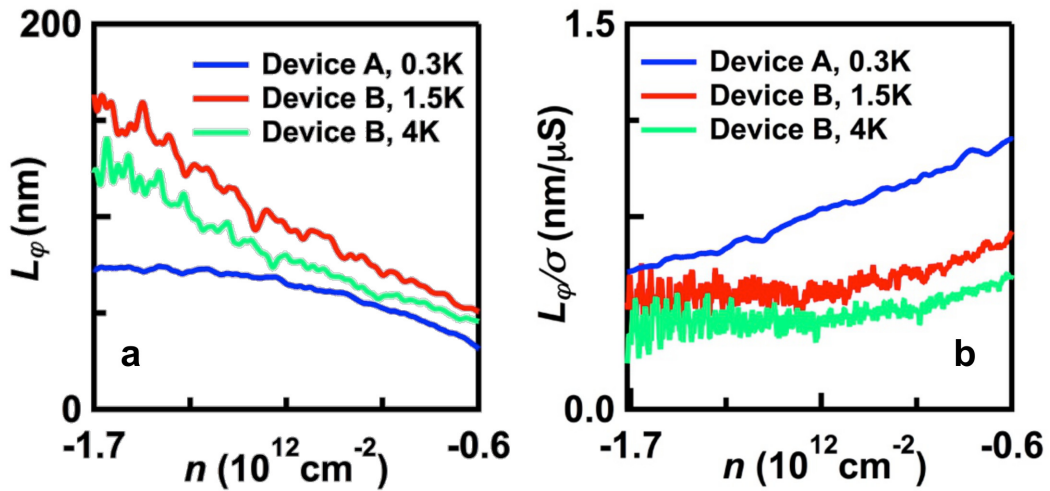 200
Device A, 0.3K
Device B, 1.5K
Device B, 4K
Lφ (nm)
a
0
-1.7
-0.6
n (10¹²cm⁻²)
1.5
Device A, 0.3K
Device B, 1.5K
Device B, 4K
Lφ/σ (nm/μS)
b
0.0
-1.7
-0.6
n (10¹²cm⁻²)